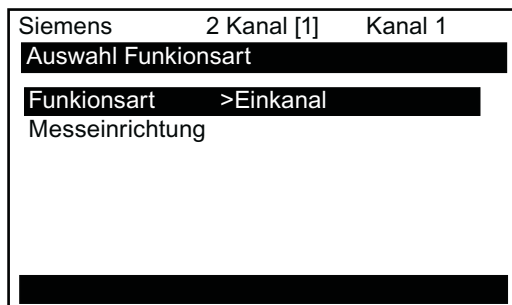 Siemens 2 Kanal [1] Kanal 1
Auswahl Funkionsart
Funkionsart >Einkanal
Messeinrichtung